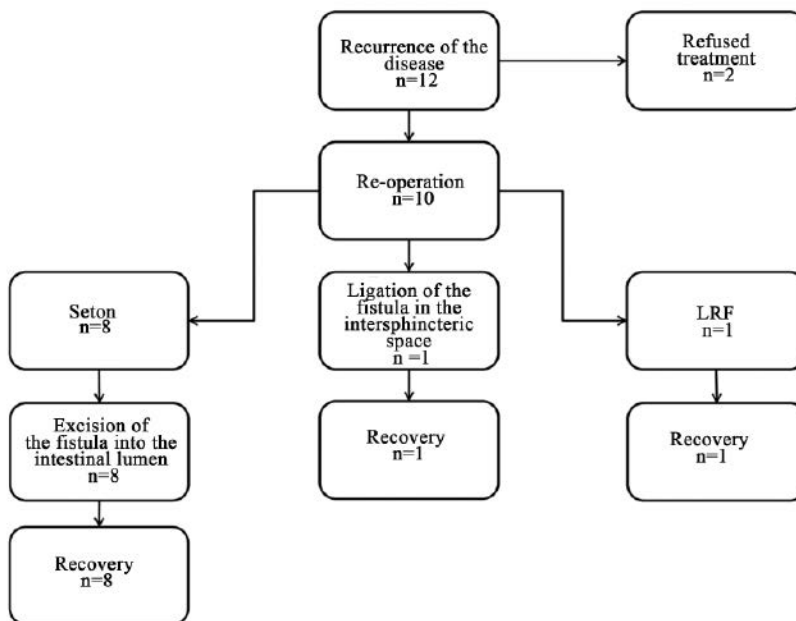 Recurrence of the
disease
n=12
Refused
treatment
n=2
Re-operation
n=10
Seton
n=8
Ligation of the
fistula in the
intersphincteric
space
n =1
LRF
n=1
Excision of
the fistula into the
intestinal lumen
n=8
Recovery
n=1
Recovery
n=1
Recovery
n=8